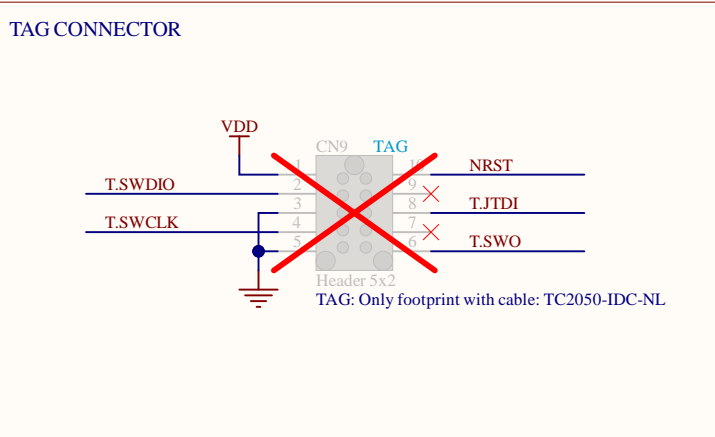 TAG CONNECTOR
VDD
CN9 TAG
1 10 NRST
T.SWDIO 2 9
3 8 T.JTDI
T.SWCLK 4 7
5 6 T.SWO
Header 5x2
TAG: Only footprint with cable: TC2050-IDC-NL